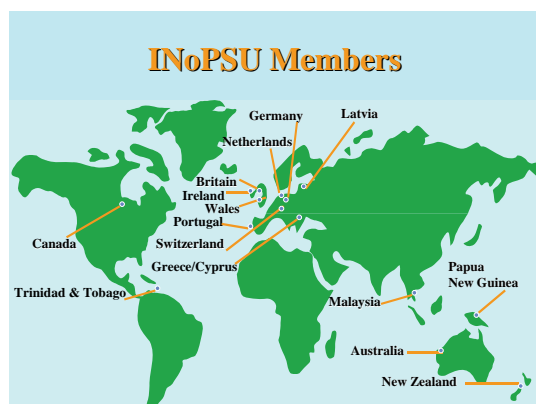 INoPSU Members
Germany
Latvia
Netherlands
Britain
Ireland
Wales
Portugal
Canada
Switzerland
Greece/Cyprus
Papua
New Guinea
Trinidad & Tobago
Malaysia
Australia
New Zealand